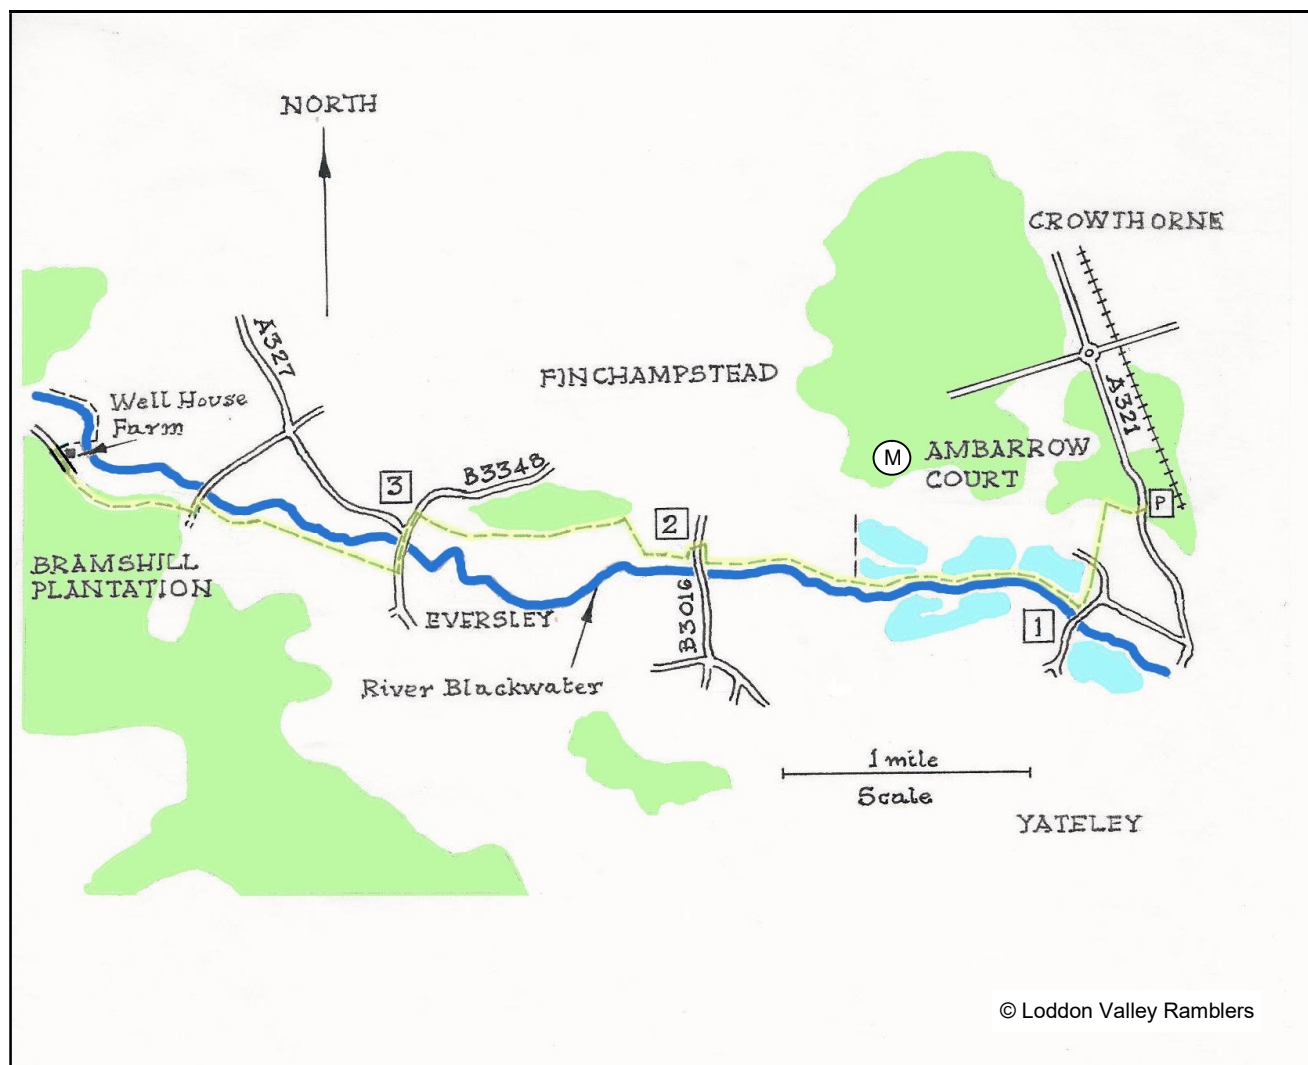 NORTH
CROWTHORNE
A327
FINCHAMPSTEAD
A321
Well House
Farm
M
AMBARROW
COURT
B3348
3
P
2
BRAMSHILL
PLANTATION
B3016
EVERSLEY
1
River Blackwater
1 mile
Scale
YATELEY
© Loddon Valley Ramblers